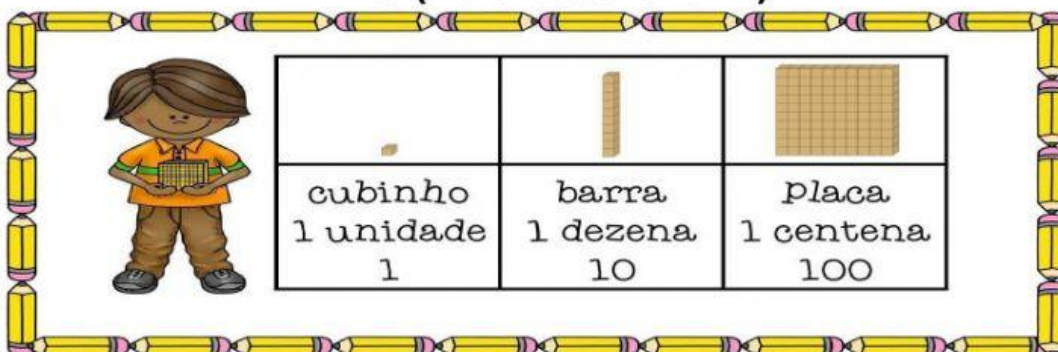 cubinho
1 unidade
1
barra
1 dezena
10
placa
1 centena
100